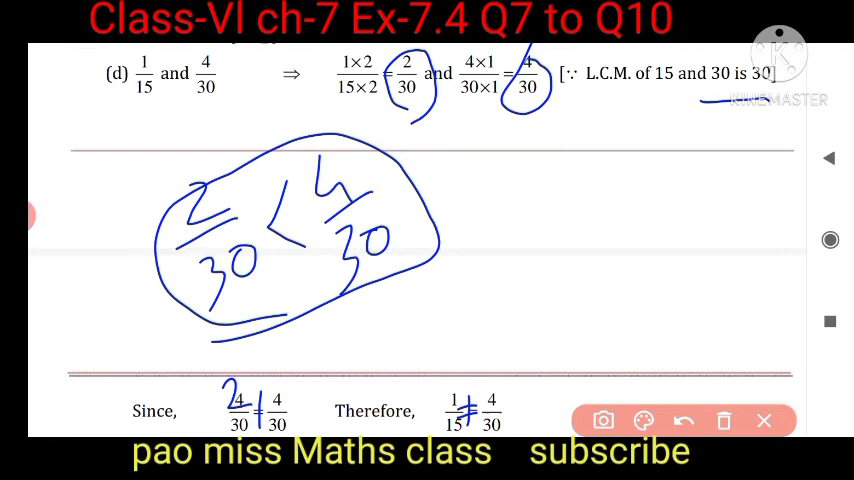 Class-VI ch-7 Ex-7.4 Q7 to Q10
(d) 1/15 and 4/30 ⇒ 1×2/15×2 = 2/30 and 4×1/30×1 = 4/30 [∵ L.C.M. of 15 and 30 is 30]
KINEMASTER
2/30 < 4/30
Since, 4/30 = 4/30 Therefore, 1/15 ≠ 4/30
2
pao miss Maths class subscribe